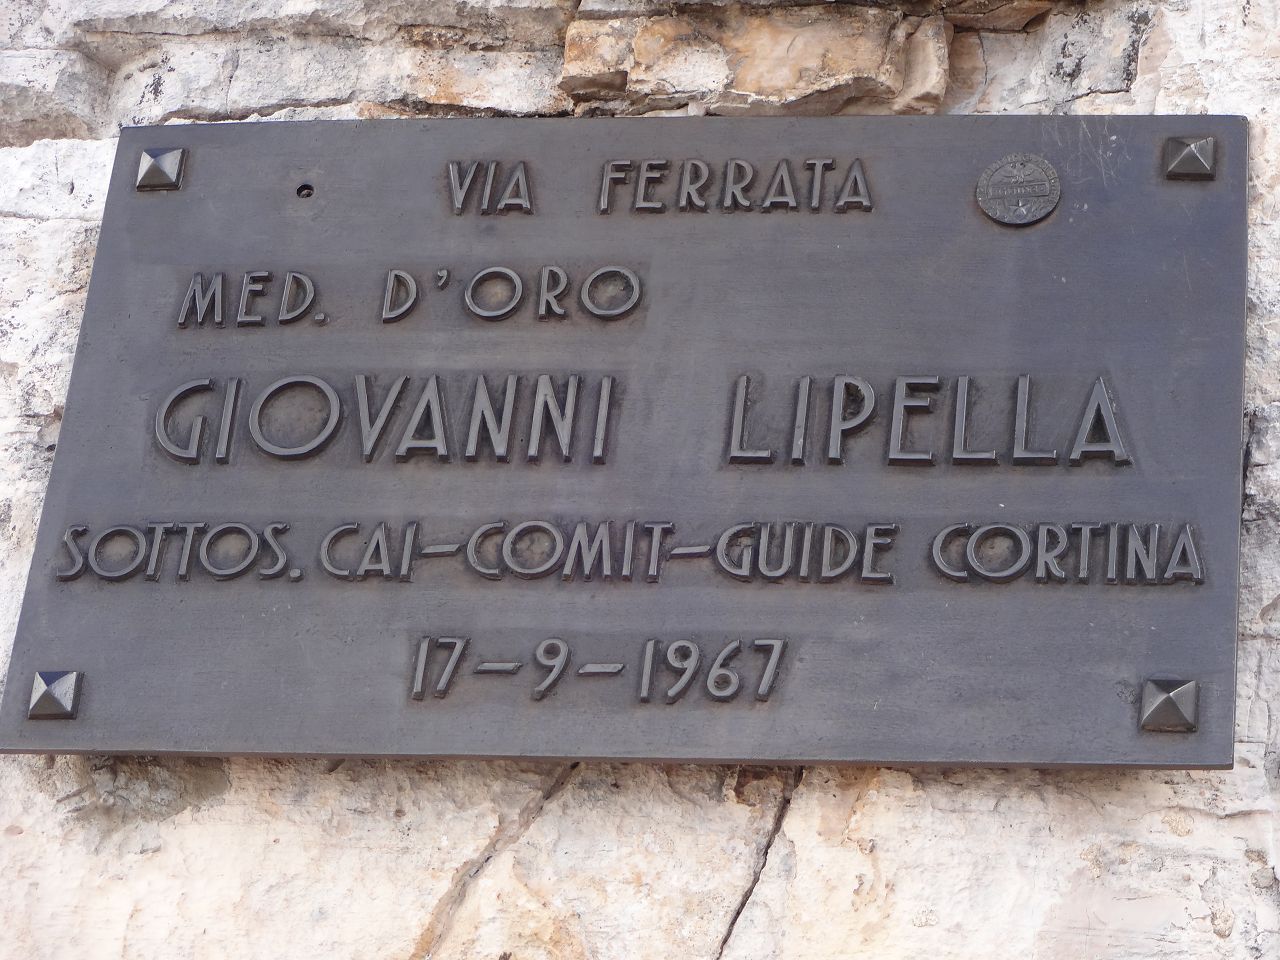 VIA FERRATA
MED. D'ORO
GIOVANNI LIPELLA
SOTTOS. CAI-COMIT-GUIDE CORTINA
17-9-1967